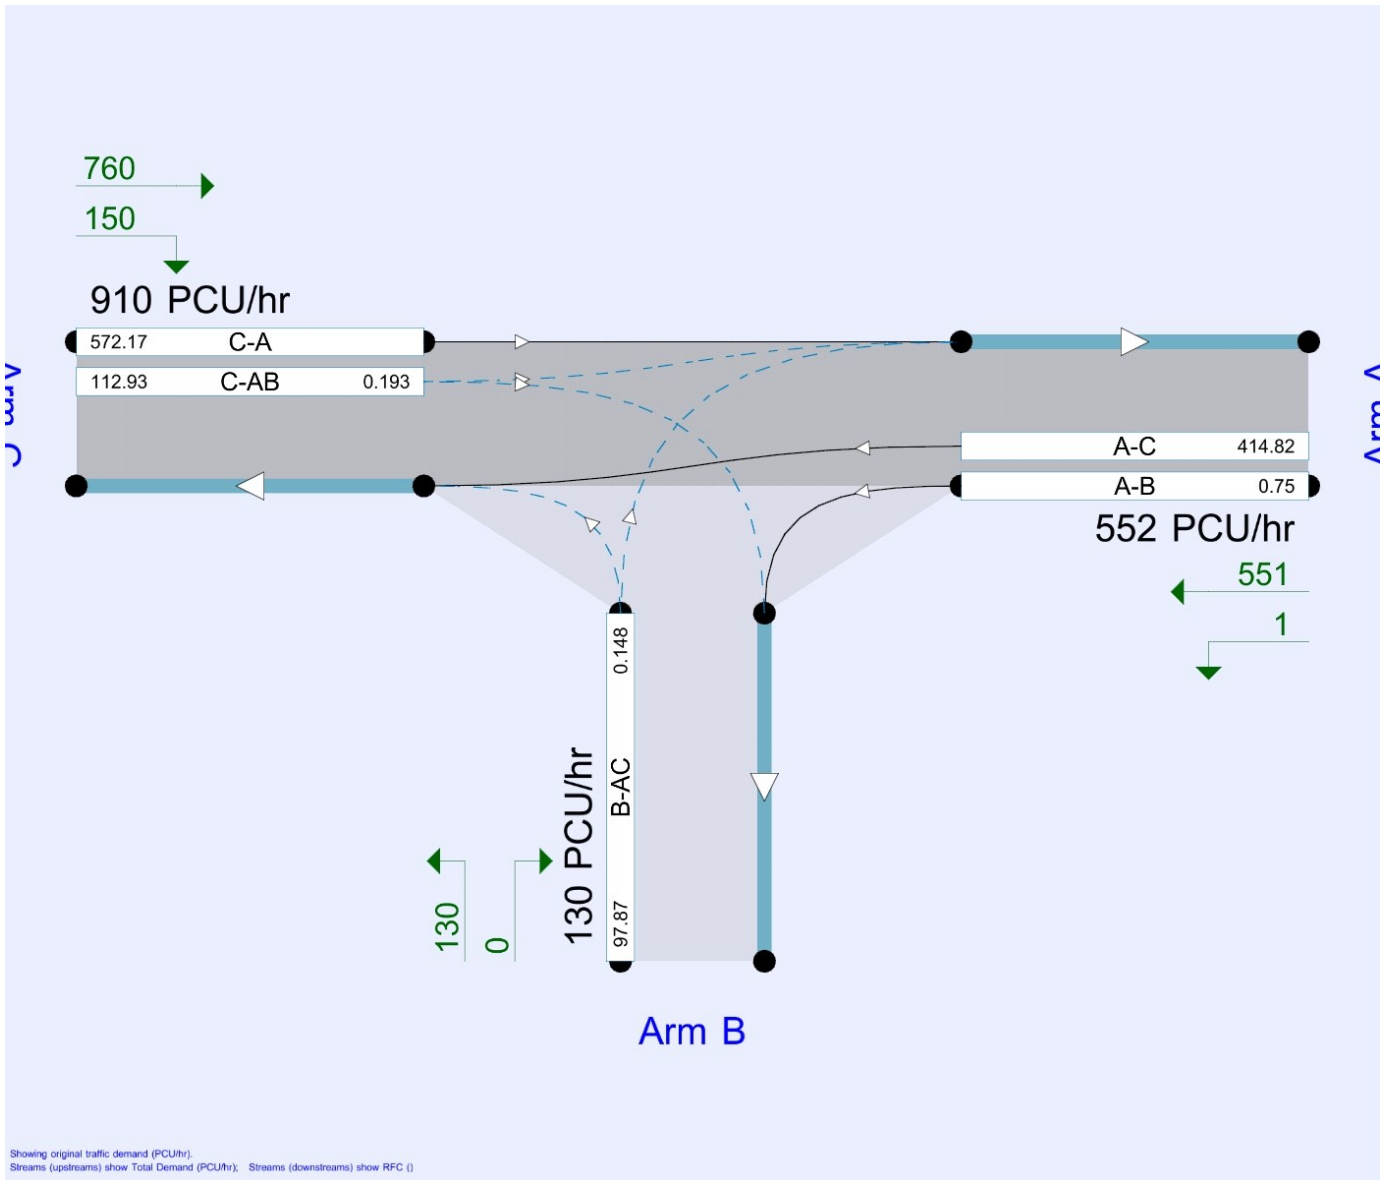 760
150
910 PCU/hr
572.17 C-A
112.93 C-AB 0.193
A-C 414.82
A-B 0.75
552 PCU/hr
551
1
0.148
B-AC
97.87
130 PCU/hr
130
0
Arm B
Showing original traffic demand (PCU/hr).
Streams (upstreams) show Total Demand (PCU/hr); Streams (downstreams) show RFC ()